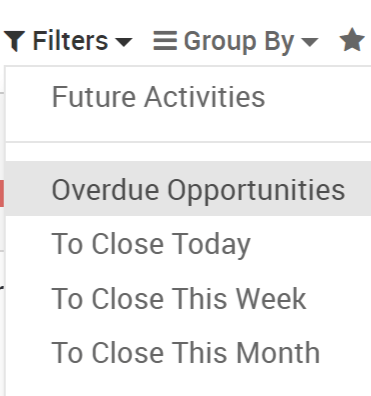 Filters Group By
Future Activities
Overdue Opportunities
To Close Today
To Close This Week
To Close This Month